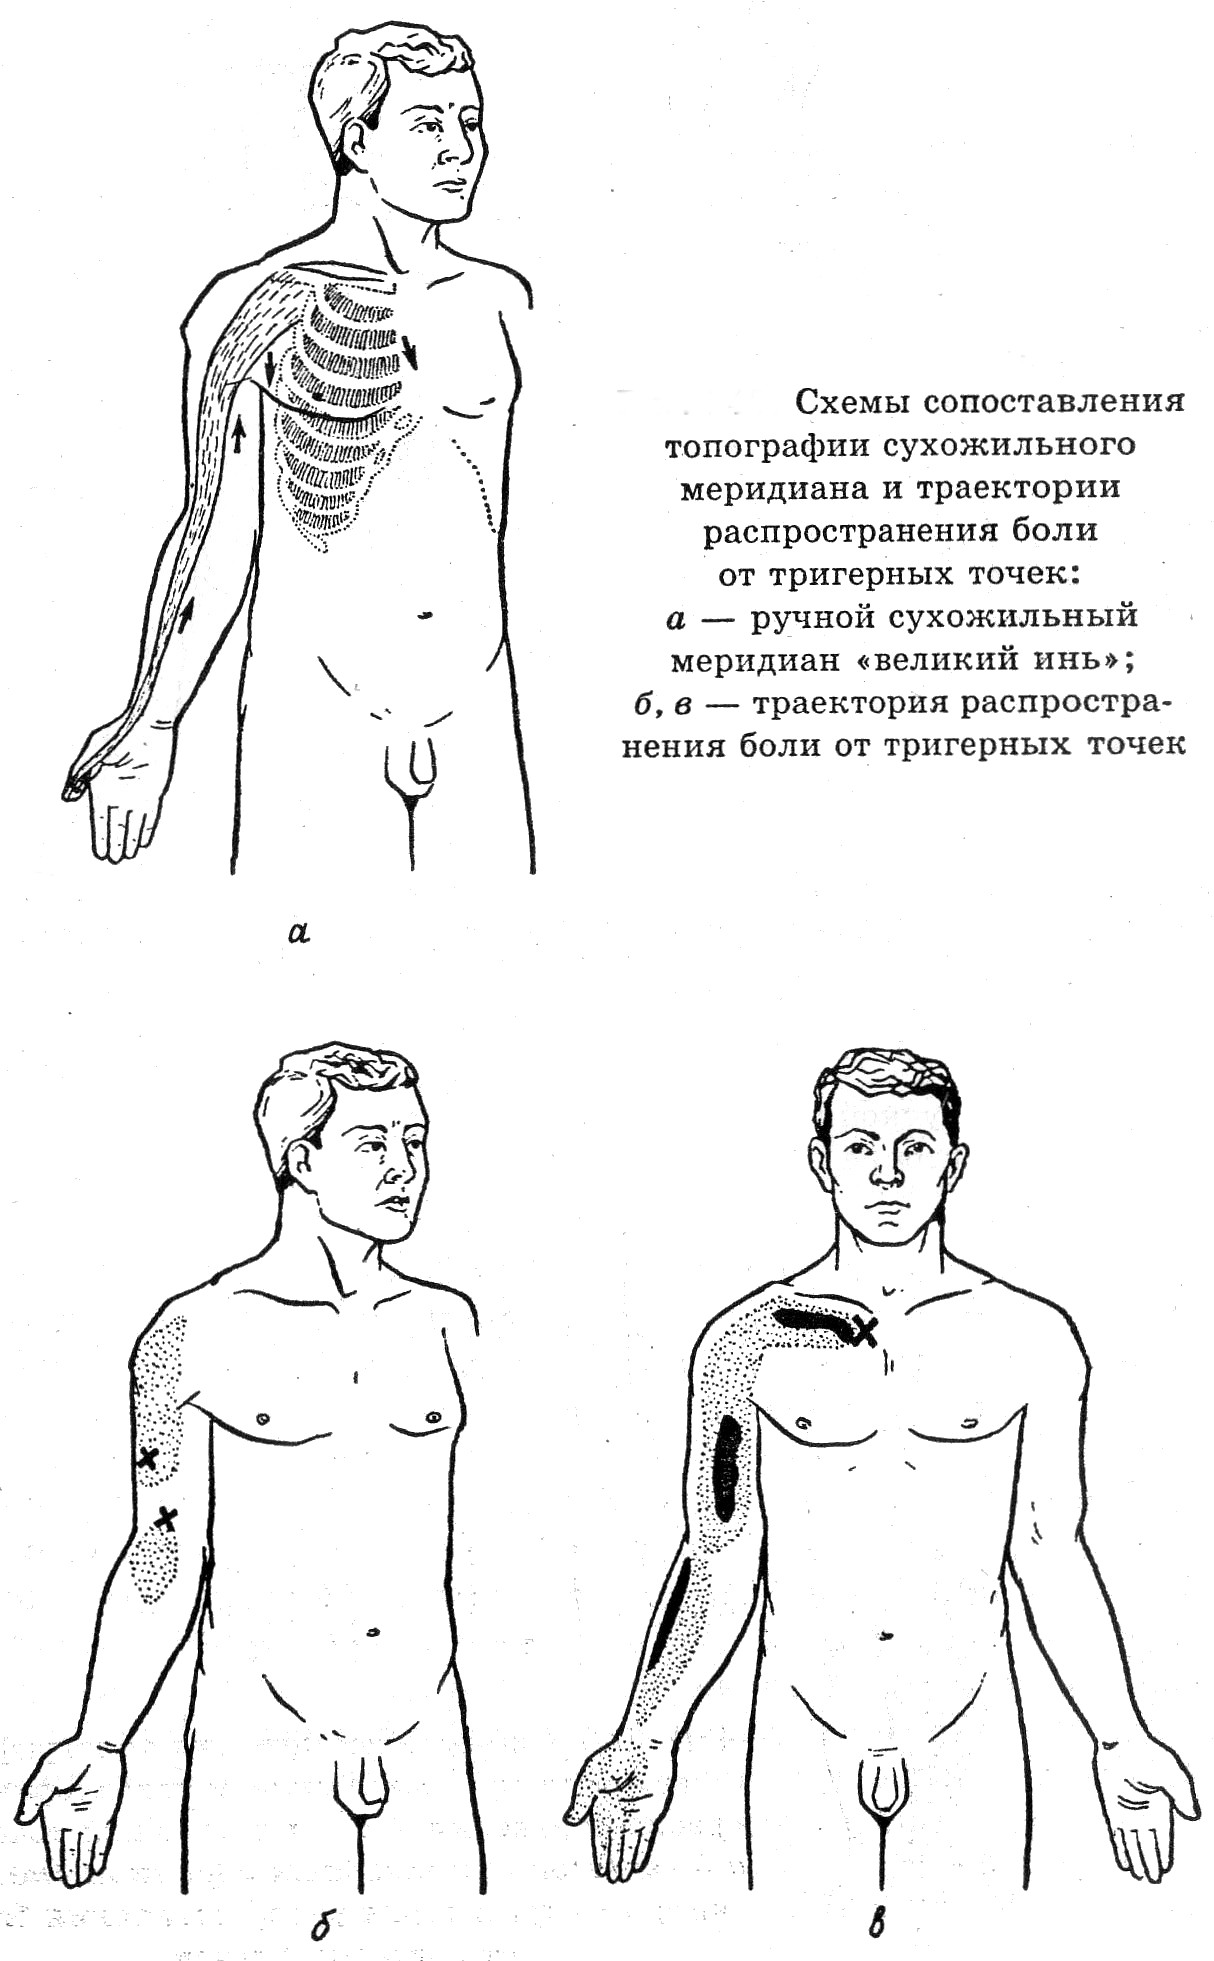 Схемы сопоставления
топографии сухожильного
меридиана и траектории
распространения боли
от тригерных точек:
а — ручной сухожильный
меридиан «великий инь»;
б, в — траектория распростра-
нения боли от тригерных точек
а
б
в